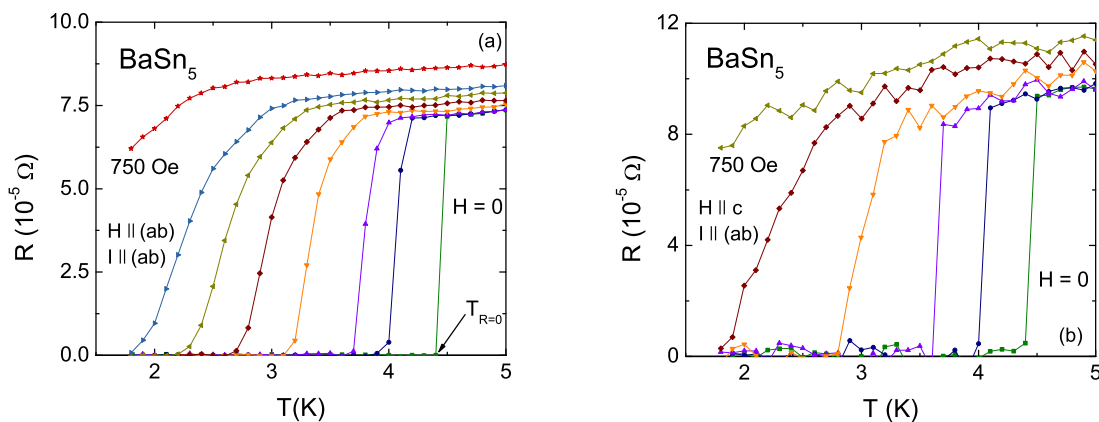 10.0
7.5
5.0
2.5
0.0
R (10⁻⁵ Ω)
(a)
BaSn₅
750 Oe
H || (ab)
I || (ab)
H = 0
T_R=0
2
3
4
5
T(K)
12
8
4
0
R (10⁻⁵ Ω)
BaSn₅
750 Oe
H || c
I || (ab)
H = 0
(b)
2
3
4
5
T (K)